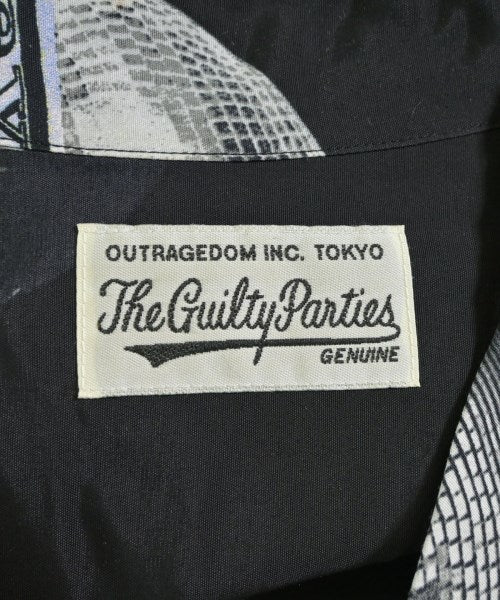 OUTRAGEDOM INC. TOKYO
The Guilty Parties
GENUINE